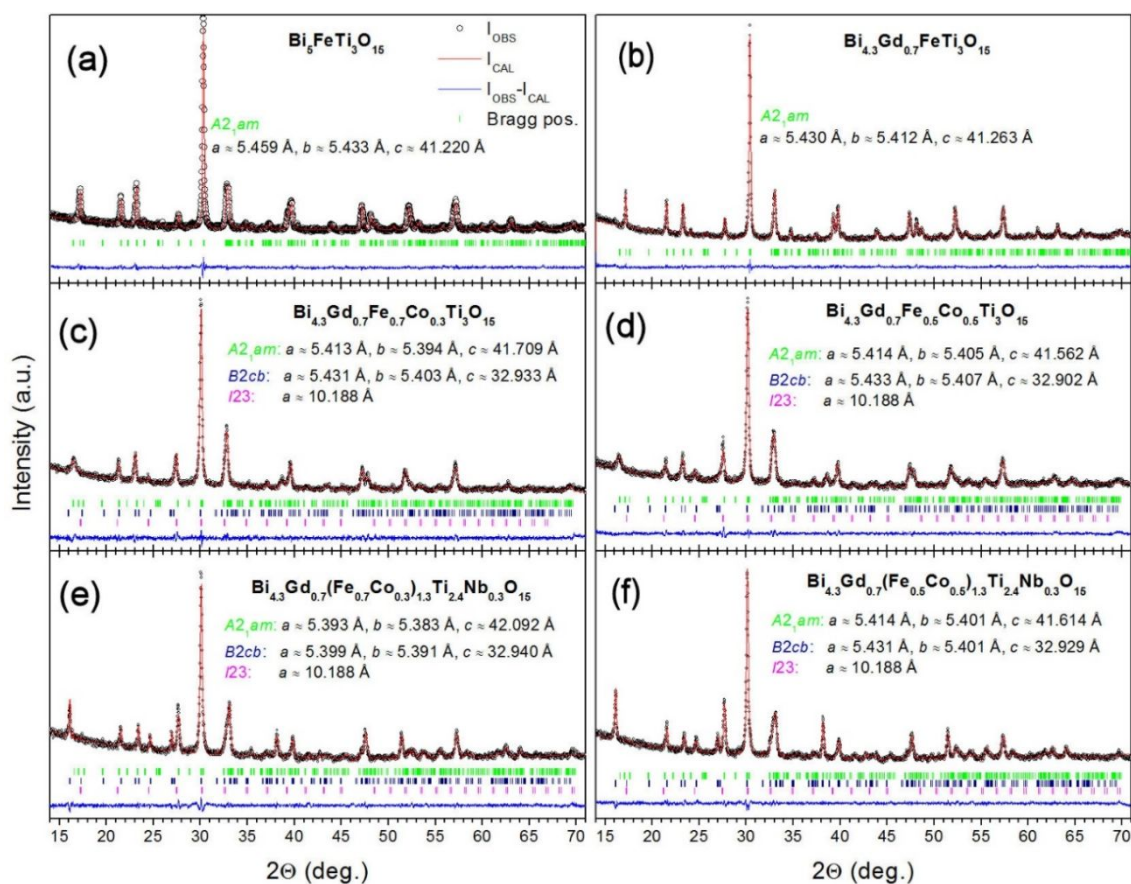 (a)
Bi₅FeTi₃O₁₅
I_OBS
I_CAL
I_OBS-I_CAL
Bragg pos.
A2₁am
a ≈ 5.459 Å, b ≈ 5.433 Å, c ≈ 41.220 Å
(b)
Bi₄.₃Gd₀.₇FeTi₃O₁₅
A2₁am
a ≈ 5.430 Å, b ≈ 5.412 Å, c ≈ 41.263 Å
(c)
Bi₄.₃Gd₀.₇Fe₀.₇Co₀.₃Ti₃O₁₅
A2₁am: a ≈ 5.413 Å, b ≈ 5.394 Å, c ≈ 41.709 Å
B2cb: a ≈ 5.431 Å, b ≈ 5.403 Å, c ≈ 32.933 Å
I23: a ≈ 10.188 Å
(d)
Bi₄.₃Gd₀.₇Fe₀.₅Co₀.₅Ti₃O₁₅
A2₁am: a ≈ 5.414 Å, b ≈ 5.405 Å, c ≈ 41.562 Å
B2cb: a ≈ 5.433 Å, b ≈ 5.407 Å, c ≈ 32.902 Å
I23: a ≈ 10.188 Å
(e)
Bi₄.₃Gd₀.₇(Fe₀.₇Co₀.₃)₁.₃Ti₂.₄Nb₀.₃O₁₅
A2₁am: a ≈ 5.393 Å, b ≈ 5.383 Å, c ≈ 42.092 Å
B2cb: a ≈ 5.399 Å, b ≈ 5.391 Å, c ≈ 32.940 Å
I23: a ≈ 10.188 Å
(f)
Bi₄.₃Gd₀.₇(Fe₀.₅Co₀.₅)₁.₃Ti₂.₄Nb₀.₃O₁₅
A2₁am: a ≈ 5.414 Å, b ≈ 5.401 Å, c ≈ 41.614 Å
B2cb: a ≈ 5.431 Å, b ≈ 5.401 Å, c ≈ 32.929 Å
I23: a ≈ 10.188 Å
Intensity (a.u.)
15 20 25 30 35 40 45 50 55 60 65 70
15 20 25 30 35 40 45 50 55 60 65 70
2Θ (deg.)
2Θ (deg.)